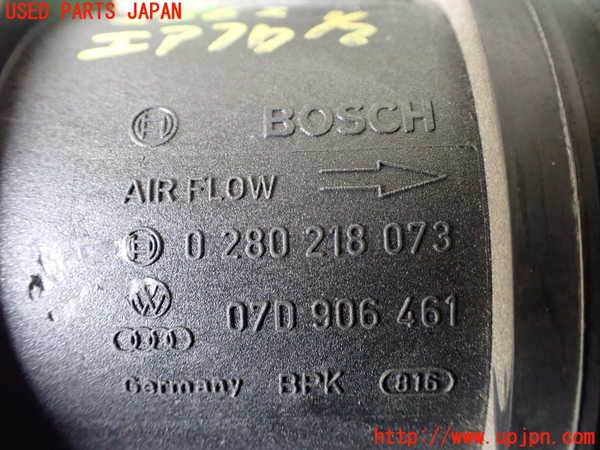 USED PARTS JAPAN
エアフロ
BOSCH
AIR FLOW
0 280 218 073
07D 906 461
Germany BPK 816
http://www.upjpn.com/